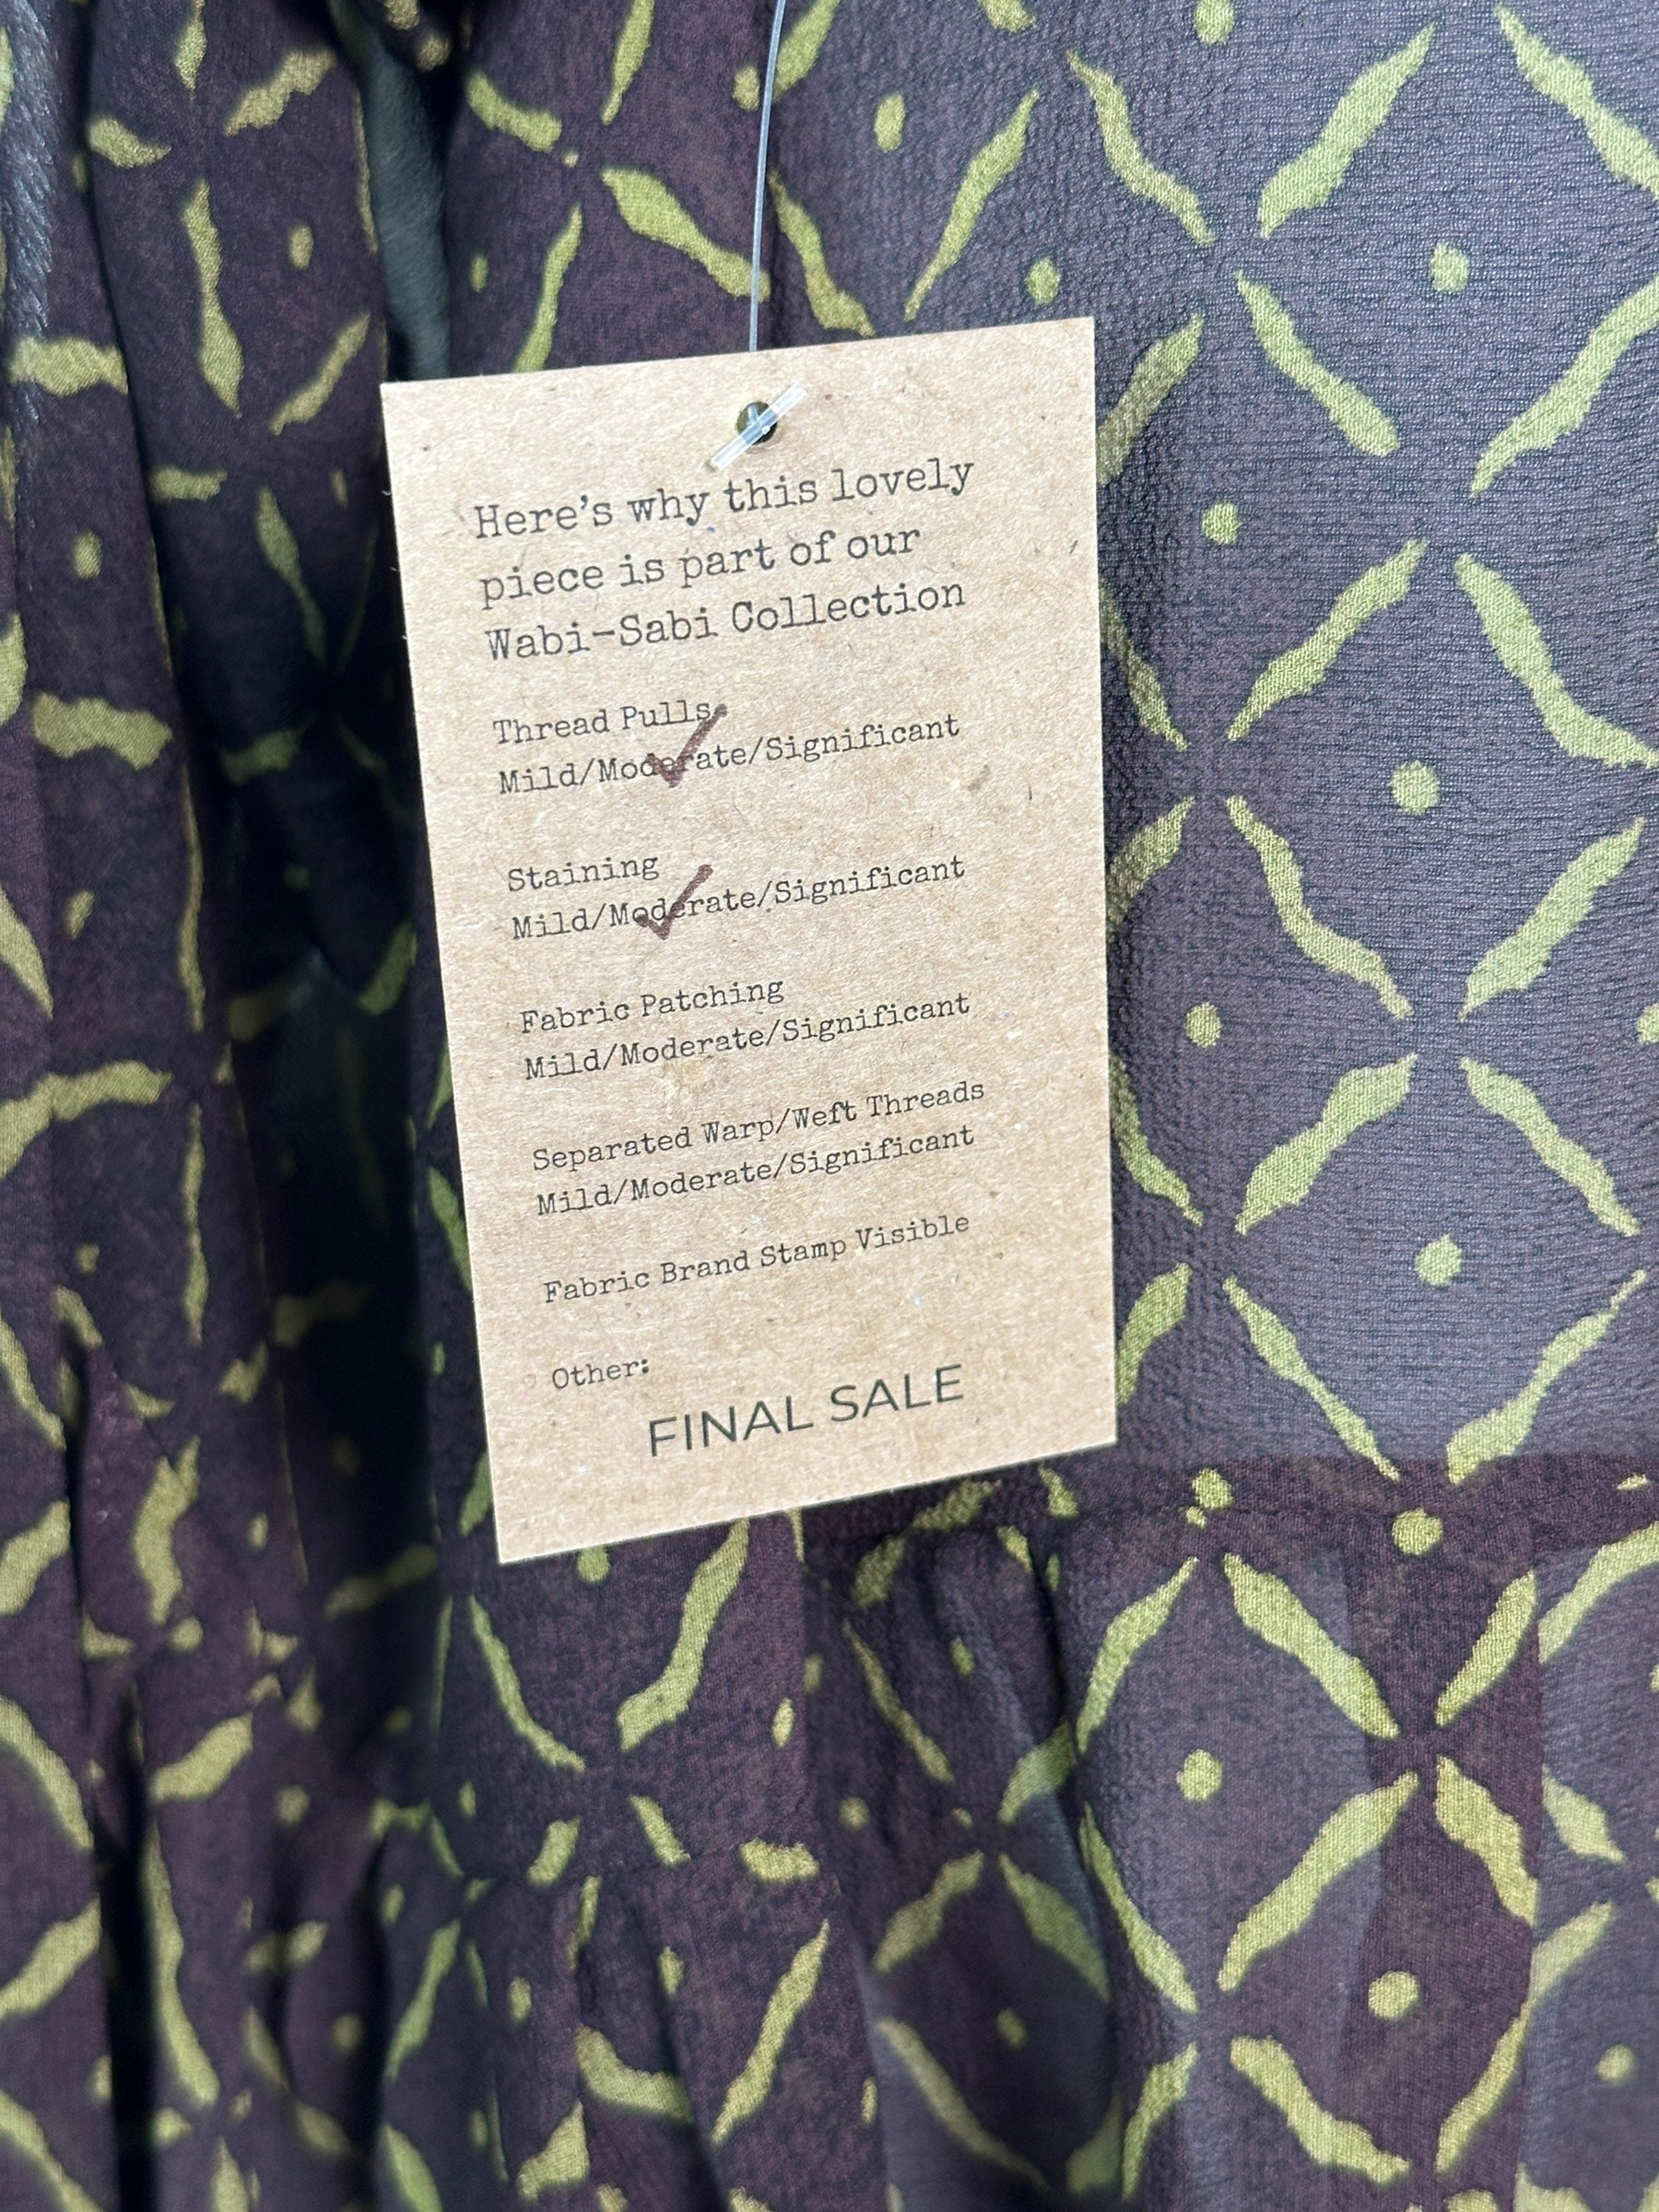 Here's why this lovely
piece is part of our
Wabi-Sabi Collection
Thread Pulls
Mild/Moderate/Significant
Staining
Mild/Moderate/Significant
Fabric Patching
Mild/Moderate/Significant
Separated Warp/Weft Threads
Mild/Moderate/Significant
Fabric Brand Stamp Visible
Other:
FINAL SALE